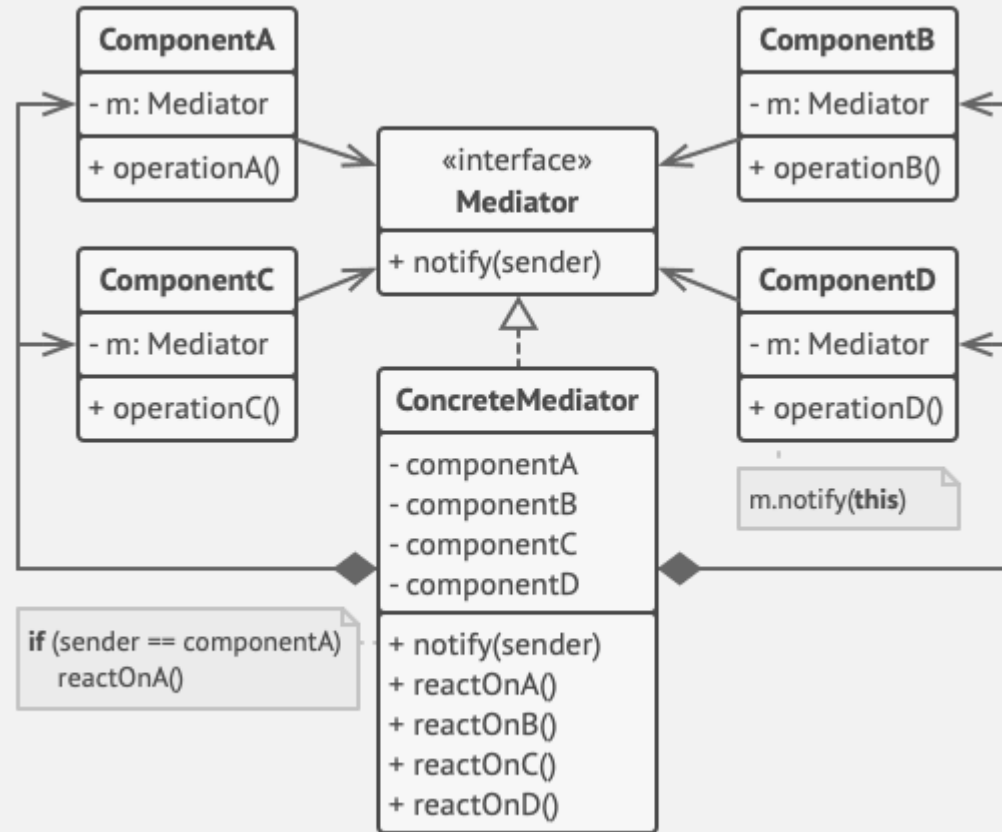 ComponentA
- m: Mediator
+ operationA()
ComponentB
- m: Mediator
+ operationB()
«interface»
Mediator
+ notify(sender)
ComponentC
- m: Mediator
+ operationC()
ComponentD
- m: Mediator
+ operationD()
m.notify(this)
ConcreteMediator
- componentA
- componentB
- componentC
- componentD
+ notify(sender)
+ reactOnA()
+ reactOnB()
+ reactOnC()
+ reactOnD()
if (sender == componentA)
reactOnA()